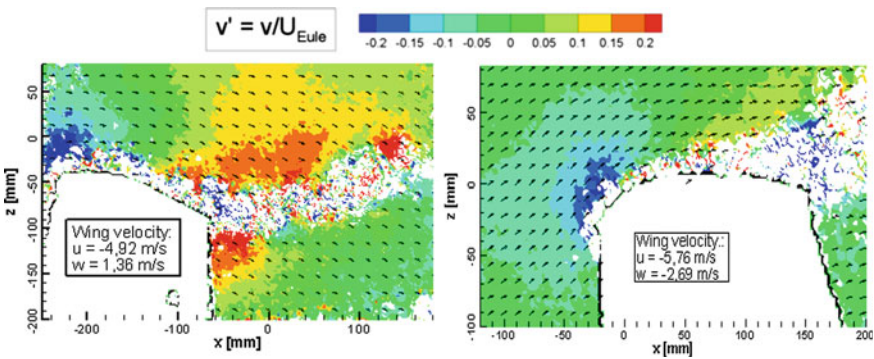 v' = v/U_Eule
-0.2 -0.15 -0.1 -0.05 0 0.05 0.1 0.15 0.2
z [mm]
50
0
-50
-100
-150
-200
Wing velocity:
u = -4,92 m/s
w = 1,36 m/s
-200 -100 0 100
x [mm]
z [mm]
50
0
-50
-100
Wing velocity.:
u = -5,76 m/s
w = -2,69 m/s
-100 -50 0 50 100 150 200
x [mm]